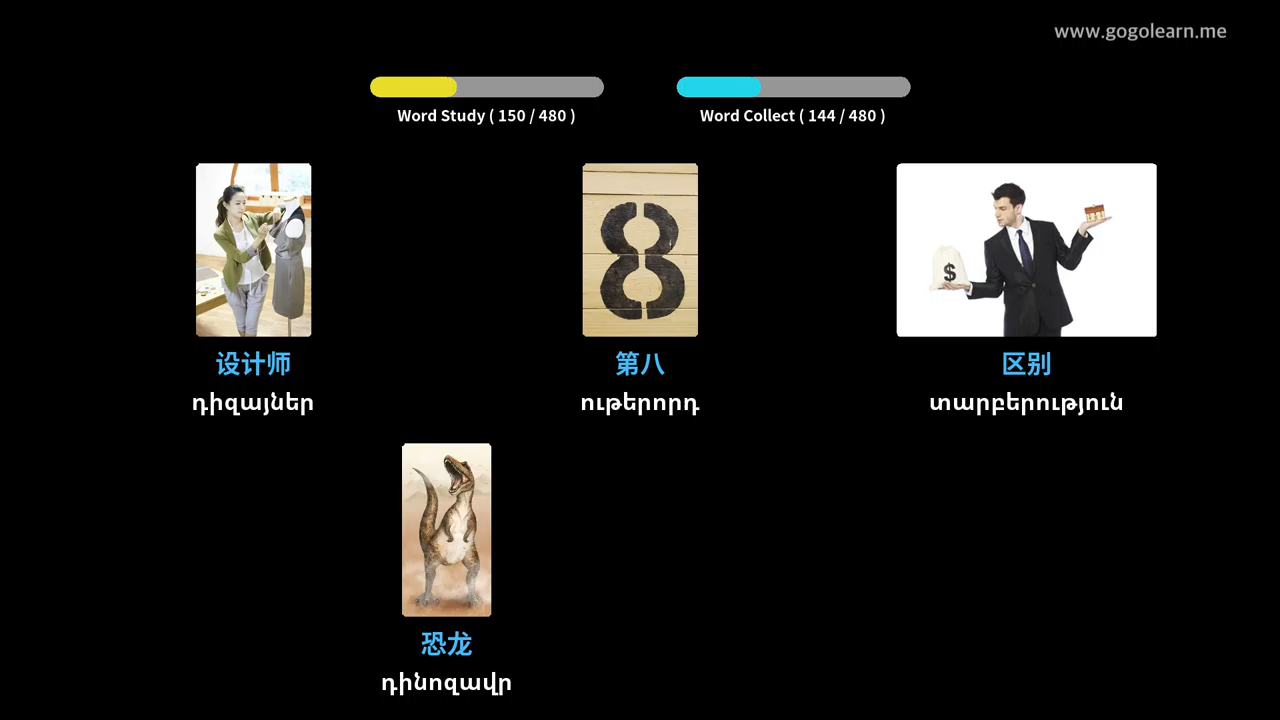 www.gogolearn.me
Word Study ( 150 / 480 )
Word Collect ( 144 / 480 )
8
$
设计师
դիզայներ
第八
ութերորդ
区别
տարբերություն
恐龙
դինոզավր